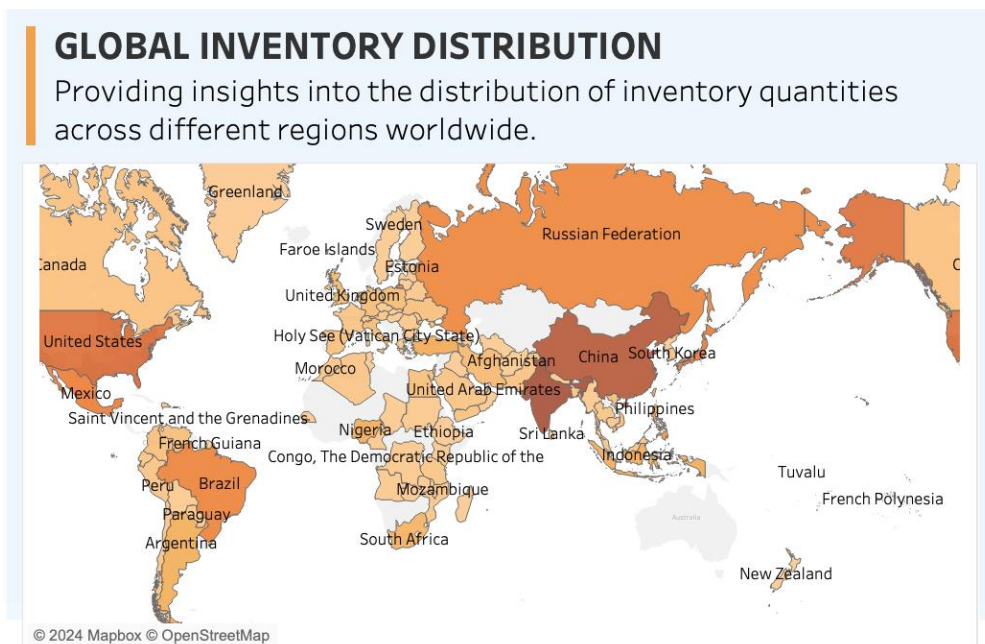 GLOBAL INVENTORY DISTRIBUTION
Providing insights into the distribution of inventory quantities
across different regions worldwide.
Greenland
Sweden
Russian Federation
Faroe Islands
Canada
Estonia
C
United Kingdom
Holy See (Vatican City State)
United States
China
South Korea
Afghanistan
Morocco
United Arab Emirates
Mexico
Philippines
Saint Vincent and the Grenadines
Nigeria
Ethiopia
Sri Lanka
French Guiana
Congo, The Democratic Republic of the
Indonesia
Tuvalu
Peru
Brazil
Mozambique
French Polynesia
Paraguay
Australia
South Africa
Argentina
New Zealand
© 2024 Mapbox © OpenStreetMap